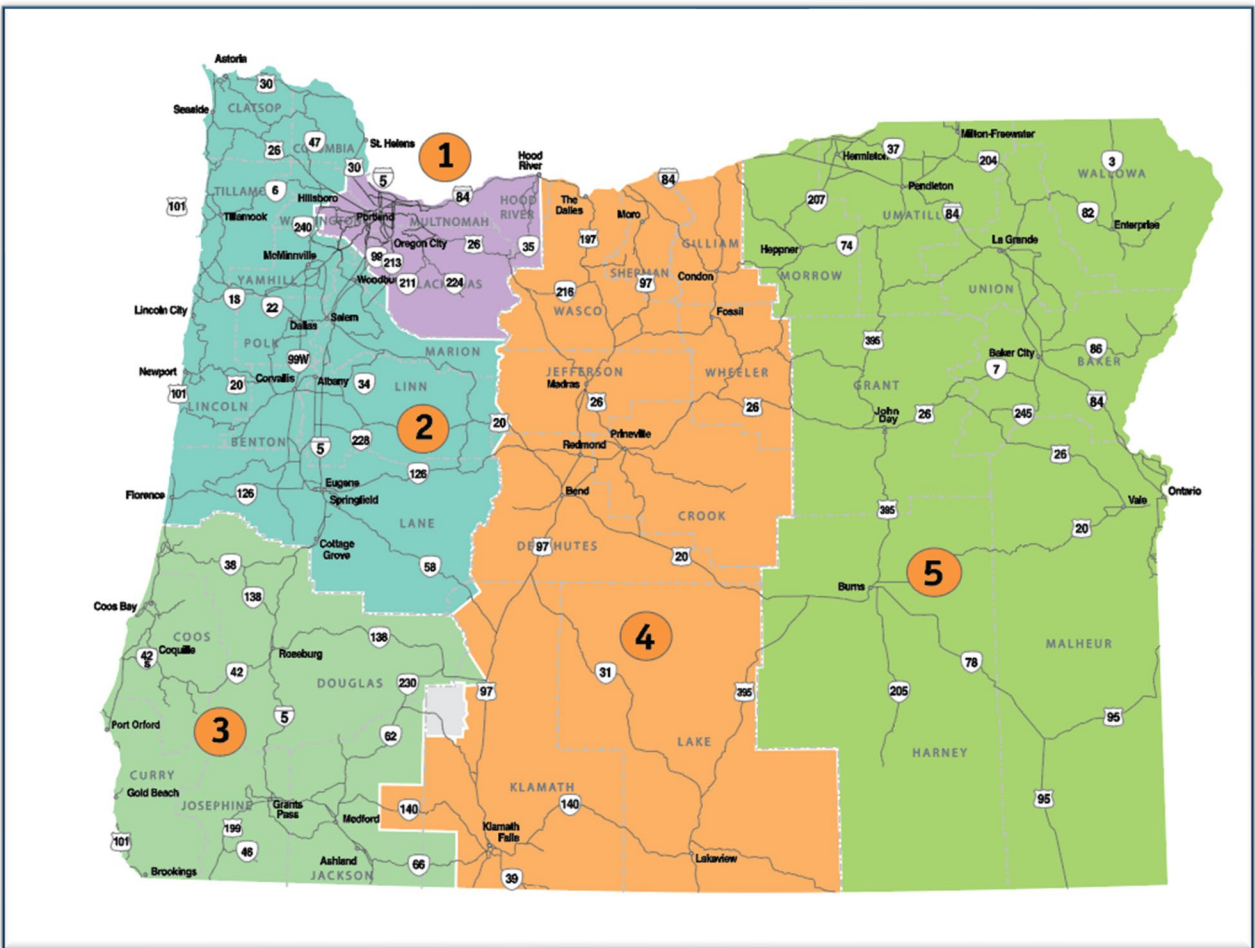 Astoria
30
Seaside
CLATSOP
47
26
COLUMBIA
St. Helens
1
30
5
Hood
River
84
84
Hermiston
37
Milton-Freewater
204
3
WALLOWA
101
TILLAMO
6
Hillsboro
Pendleton
207
UMATILL
84
82
Enterprise
Tillamook
240
W NGTON
Portland
MULTNOMAH
HOOD
RIVER
The
Dalles
Moro
Oregon City
26
35
197
GILLIAM
Heppner
74
La Grande
McMinnville
99
213
SHERMAN
Condon
MORROW
YAMHILL
Woodbu
211
CLACKAMAS
224
216
97
UNION
Lincoln City
18
22
WASCO
Fossil
Dallas
Salem
POLK
99W
MARION
395
Baker City
86
BAKER
Newport
JEFFERSON
WHEELER
7
101
20
Corvallis
Albany
34
LINN
Madras
26
26
GRANT
84
LINCOLN
2
20
John
Day
26
245
BENTON
5
228
Redmond
Prineville
26
126
Eugene
Springfield
Bend
Florence
126
Vale
Ontario
LANE
CROOK
395
20
Cottage
Grove
DESCHUTES
97
20
38
58
5
138
Burns
Coos Bay
COOS
138
4
MALHEUR
42
S
Coquille
42
Roseburg
31
78
DOUGLAS
230
97
395
205
3
5
Port Orford
62
LAKE
95
HARNEY
CURRY
Gold Beach
JOSEPHINE
Grants
Pass
140
KLAMATH
140
95
101
199
Medford
Klamath
Falls
46
Ashland
66
Lakeview
Brookings
JACKSON
39